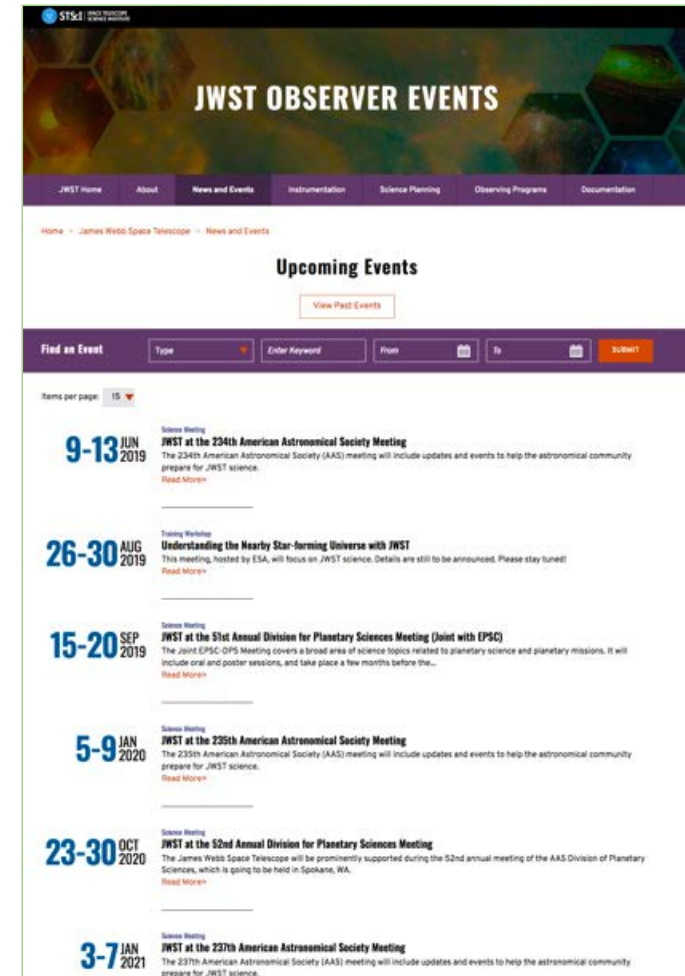 STScI SPACE TELESCOPE
SCIENCE INSTITUTE
JWST OBSERVER EVENTS
JWST Home About News and Events Instrumentation Science Planning Observing Programs Documentation
Home > James Webb Space Telescope > News and Events
Upcoming Events
View Past Events
Find an Event Type Enter Keyword From To SUBMIT
Items per page: 15
Science Meeting
9-13 JUN 2019
JWST at the 234th American Astronomical Society Meeting
The 234th American Astronomical Society (AAS) meeting will include updates and events to help the astronomical community
prepare for JWST science.
Read More>
Training Workshop
26-30 AUG 2019
Understanding the Nearby Star-forming Universe with JWST
This meeting, hosted by ESA, will focus on JWST science. Details are still to be announced. Please stay tuned!
Read More>
Science Meeting
15-20 SEP 2019
JWST at the 51st Annual Division for Planetary Sciences Meeting (Joint with EPSC)
The Joint EPSC-DPS Meeting covers a broad area of science topics related to planetary science and planetary missions. It will
include oral and poster sessions, and take place a few months before the...
Read More>
Science Meeting
5-9 JAN 2020
JWST at the 235th American Astronomical Society Meeting
The 235th American Astronomical Society (AAS) meeting will include updates and events to help the astronomical community
prepare for JWST science.
Read More>
Science Meeting
23-30 OCT 2020
JWST at the 52nd Annual Division for Planetary Sciences Meeting
The James Webb Space Telescope will be prominently supported during the 52nd annual meeting of the AAS Division of Planetary
Sciences, which is going to be held in Spokane, WA.
Read More>
Science Meeting
3-7 JAN 2021
JWST at the 237th American Astronomical Society Meeting
The 237th American Astronomical Society (AAS) meeting will include updates and events to help the astronomical community
prepare for JWST science.